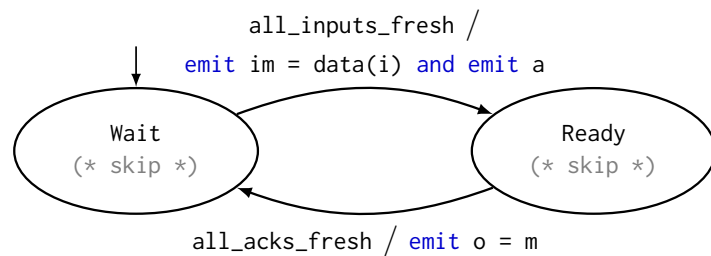 all_inputs_fresh /
emit im = data(i) and emit a
Wait
(* skip *)
Ready
(* skip *)
all_acks_fresh / emit o = m